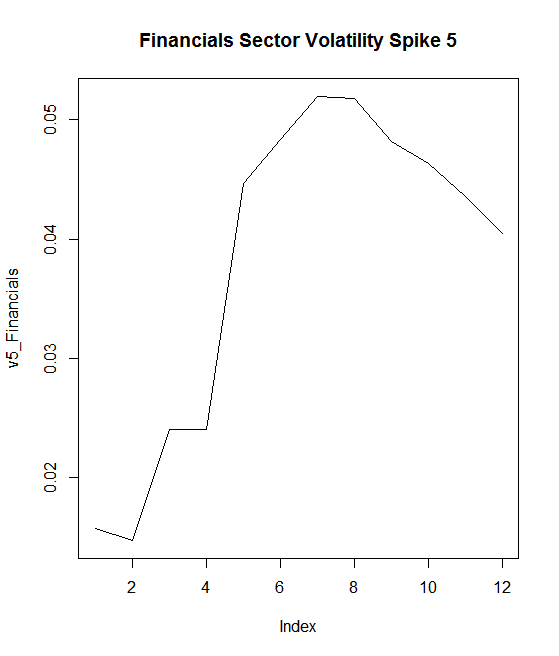 Financials Sector Volatility Spike 5
v5_Financials
0.05
0.04
0.03
0.02
2 4 6 8 10 12
Index